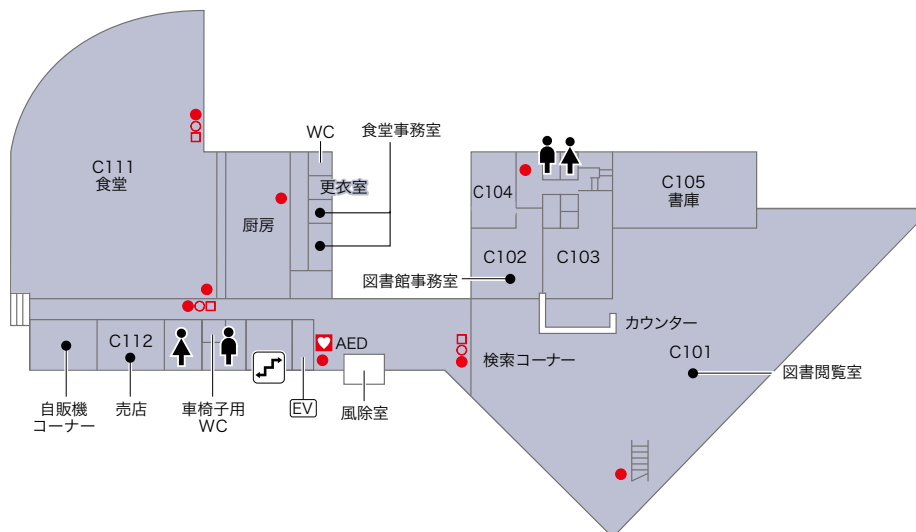 WC
食堂事務室
C111
食堂
更衣室
厨房
C104
C105
書庫
C102
C103
図書館事務室
カウンター
C112
AED
検索コーナー
C101
図書閲覧室
自販機
コーナー
売店
車椅子用
WC
EV
風除室